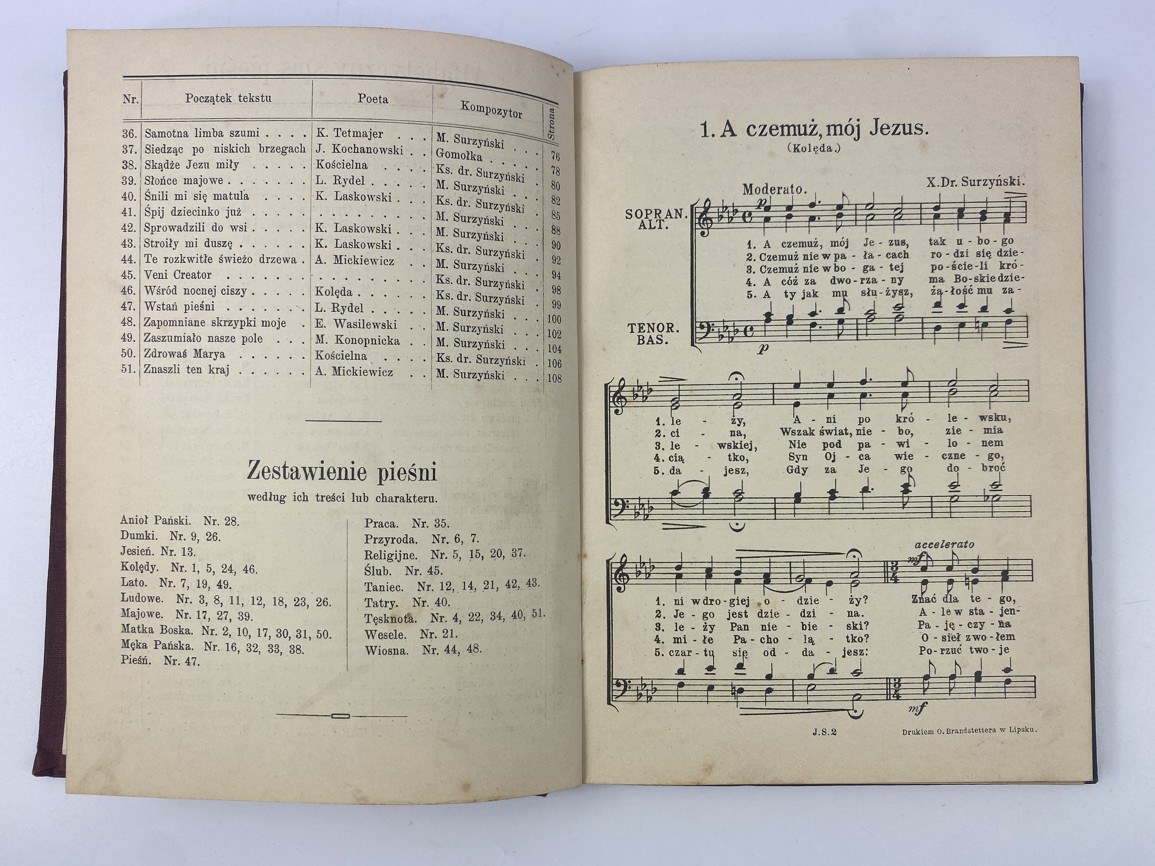 Nr. Początek tekstu Poeta Kompozytor Strona
36. Samotna limba szumi . . . . K. Tetmajer . . . M. Surzyński . . . 76
37. Siedząc po niskich brzegach J. Kochanowski . . Gomołka . . . . 78
38. Skądże Jezu miły . . . . . Kościelna . . . . Ks. dr. Surzyński . 80
39. Słońce majowe . . . . . . L. Rydel . . . . . M. Surzyński . . . 82
40. Śnili mi się matula . . . . K. Laskowski . . . Ks. dr. Surzyński . 85
41. Śpij dziecinko już . . . . . . . . . . . . . M. Surzyński . . . 88
42. Sprowadzili do wsi . . . . K. Laskowski . . . M. Surzyński . . . 90
43. Stroiły mi duszę . . . . . K. Laskowski . . . Ks. dr. Surzyński . 92
44. Te rozkwitłe świeżo drzewa . A. Mickiewicz . . M. Surzyński . . . 94
45. Veni Creator . . . . . . . . . . . . . . Ks. dr. Surzyński . 98
46. Wśród nocnej ciszy . . . . Kolęda . . . . . Ks. dr. Surzyński . 99
47. Wstań pieśni . . . . . . . L. Rydel . . . . . M. Surzyński . . . 100
48. Zapomniane skrzypki moje . E. Wasilewski . . M. Surzyński . . . 102
49. Zaszumiało nasze pole . . . M. Konopnicka . . M. Surzyński . . . 104
50. Zdrowaś Marya . . . . . . Kościelna . . . . Ks. dr. Surzyński . 106
51. Znaszli ten kraj . . . . . . A. Mickiewicz . . M. Surzyński . . . 108
Zestawienie pieśni
według ich treści lub charakteru.
Anioł Pański. Nr. 28.
Dumki. Nr. 9, 26.
Jesień. Nr. 13.
Kolędy. Nr. 1, 5, 24, 46.
Lato. Nr. 7, 19, 49.
Ludowe. Nr. 3, 8, 11, 12, 18, 23, 26.
Majowe. Nr. 17, 27, 39.
Matka Boska. Nr. 2, 10, 17, 30, 31, 50.
Męka Pańska. Nr. 16, 32, 33, 38.
Pieśń. Nr. 47.
Praca. Nr. 35.
Przyroda. Nr. 6, 7.
Religijne. Nr. 5, 15, 20, 37.
Ślub. Nr. 45.
Taniec. Nr. 12, 14, 21, 42, 43.
Tatry. Nr. 40.
Tęsknota. Nr. 4, 22, 34, 40, 51.
Wesele. Nr. 21.
Wiosna. Nr. 44, 48.
1. A czemuż, mój Jezus.
(Kolęda.)
X. Dr. Surzyński.
Moderato.
p
SOPRAN.
ALT.
1. A czemuż, mój Je - zus, tak u - bo - go
2. Czemuż nie w pa - ła - cach ro - dzi się dzie-
3. Czemuż nie w bo - ga - tej po - ście - li kró-
4. A cóż za dwo - rza - ny ma Bo - skie dzie-
5. A ty jak mu słu - żysz, żą - łość mu za -
TENOR.
BAS.
p
1. le - ży, A - ni po kró - le - wsku,
2. ci - na, Wszak świat, nie - bo, zie - mia
3. le - wskiej, Nie pod pa - wi - lo - nem
4. cią - tko, Syn Oj - ca wie - czne - go,
5. da - jesz, Gdy za Je - go do - broć
accelerato
mf
1. ni w dro - giej o - dzie - ży? Znać dla te - go,
2. Je - go jest dzie - dzi - na. A - le w sta - jen-
3. le - ży Pan nie - bie - ski? Pa - ję - czy - na
4. mi - łe Pa - cho - lą - tko? O - sieł z wo - łem
5. czar - tu się od - da - jesz: Po - rzuć two - je
mf
J. S. 2
Drukiem O. Brandstettera w Lipsku.